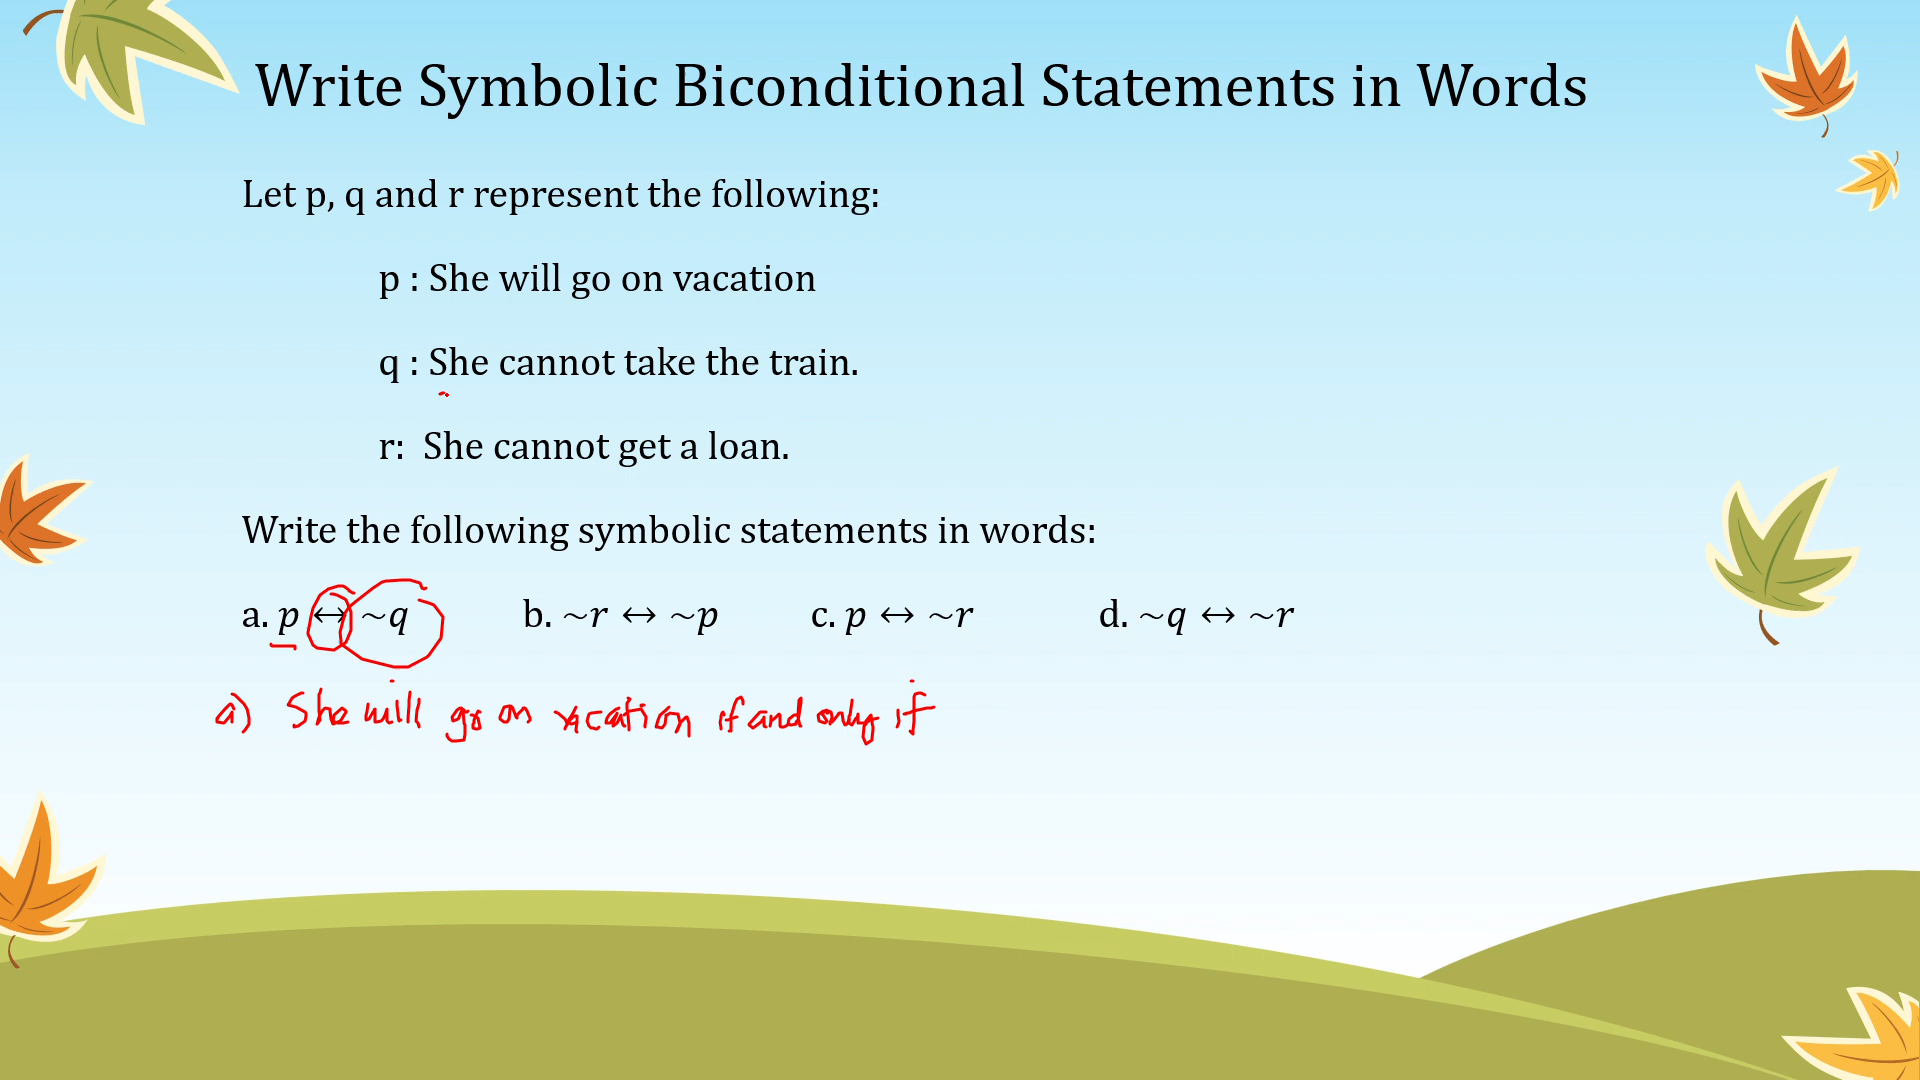 Write Symbolic Biconditional Statements in Words
Let p, q and r represent the following:
p : She will go on vacation
q : She cannot take the train.
r: She cannot get a loan.
Write the following symbolic statements in words:
a. p ↔ ~q b. ~r ↔ ~p c. p ↔ ~r d. ~q ↔ ~r
a) She will go on vacation if and only if